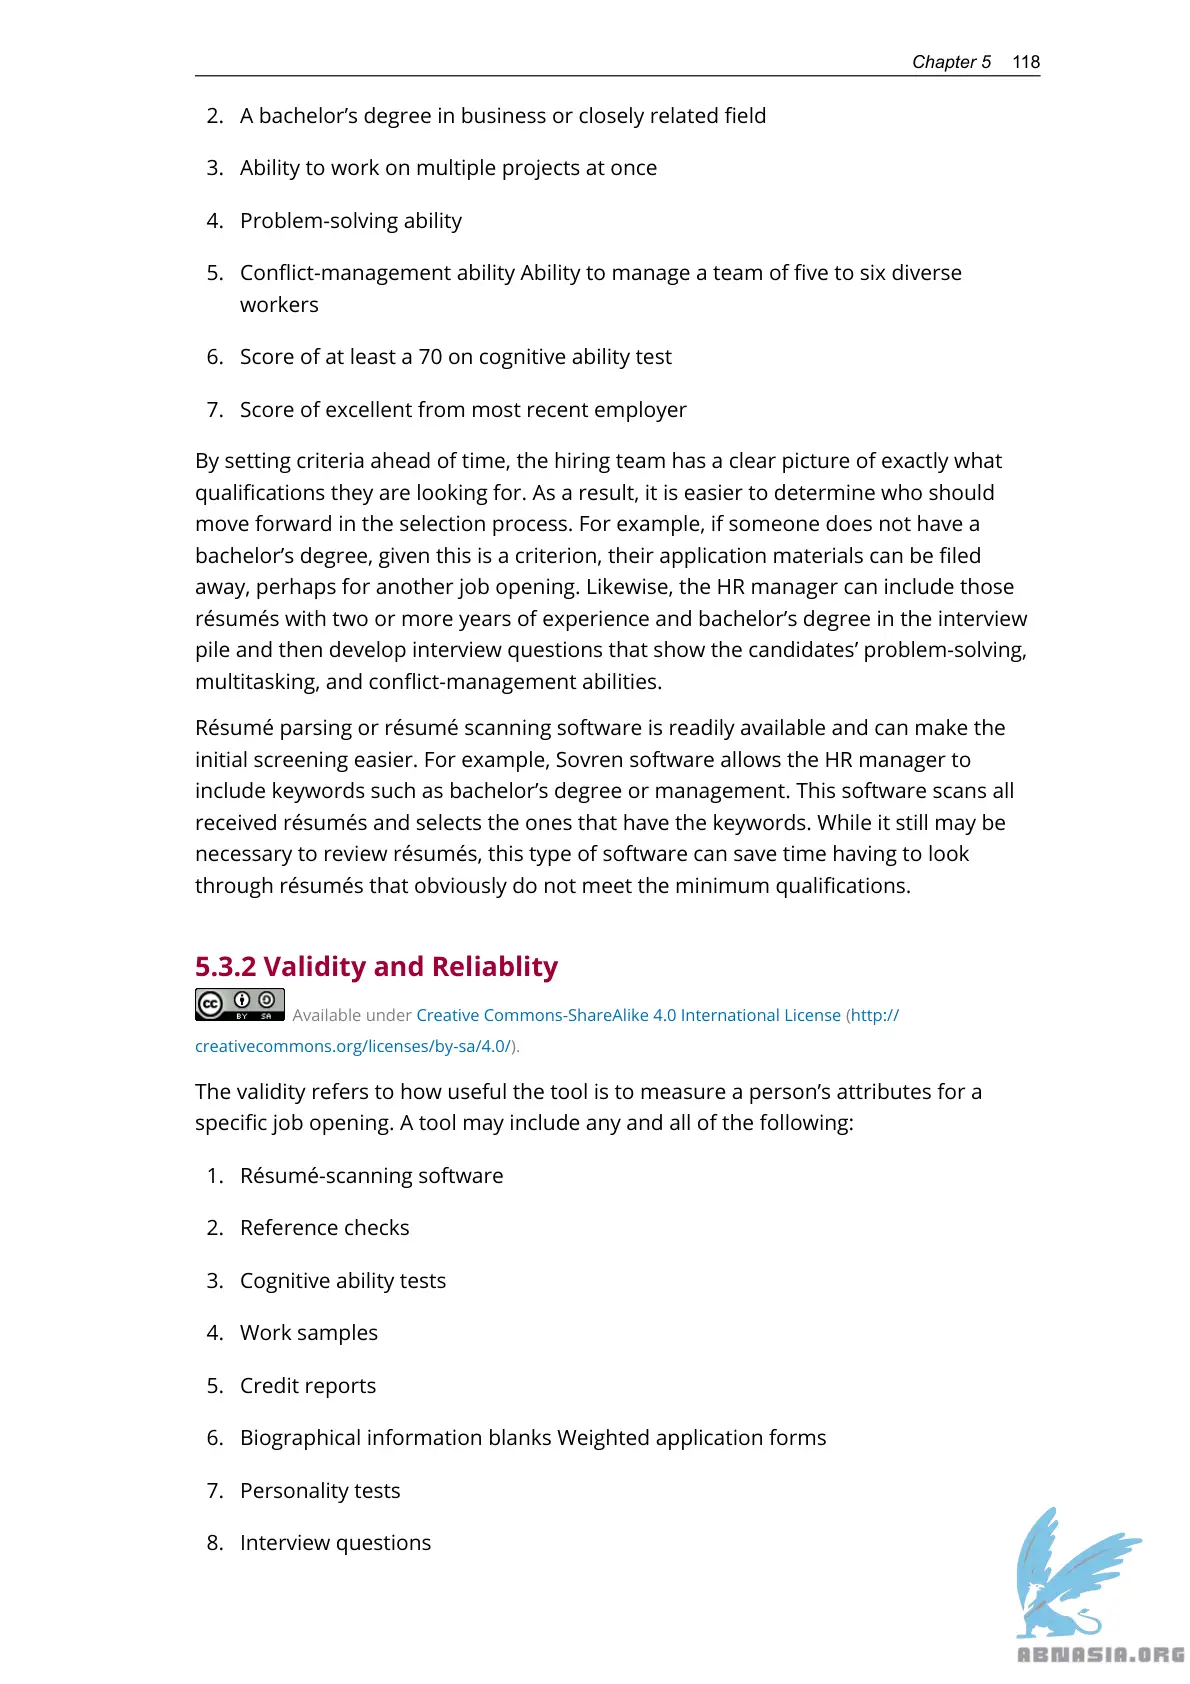 Chapter 5 118
2. A bachelor’s degree in business or closely related field
3. Ability to work on multiple projects at once
4. Problem-solving ability
5. Conflict-management ability Ability to manage a team of five to six diverse
workers
6. Score of at least a 70 on cognitive ability test
7. Score of excellent from most recent employer
By setting criteria ahead of time, the hiring team has a clear picture of exactly what
qualifications they are looking for. As a result, it is easier to determine who should
move forward in the selection process. For example, if someone does not have a
bachelor’s degree, given this is a criterion, their application materials can be filed
away, perhaps for another job opening. Likewise, the HR manager can include those
résumés with two or more years of experience and bachelor’s degree in the interview
pile and then develop interview questions that show the candidates’ problem-solving,
multitasking, and conflict-management abilities.
Résumé parsing or résumé scanning software is readily available and can make the
initial screening easier. For example, Sovren software allows the HR manager to
include keywords such as bachelor’s degree or management. This software scans all
received résumés and selects the ones that have the keywords. While it still may be
necessary to review résumés, this type of software can save time having to look
through résumés that obviously do not meet the minimum qualifications.
5.3.2 Validity and Reliablity
cc BY SA Available under Creative Commons-ShareAlike 4.0 International License (http://
creativecommons.org/licenses/by-sa/4.0/).
The validity refers to how useful the tool is to measure a person’s attributes for a
specific job opening. A tool may include any and all of the following:
1. Résumé-scanning software
2. Reference checks
3. Cognitive ability tests
4. Work samples
5. Credit reports
6. Biographical information blanks Weighted application forms
7. Personality tests
8. Interview questions
ABNASIA.ORG